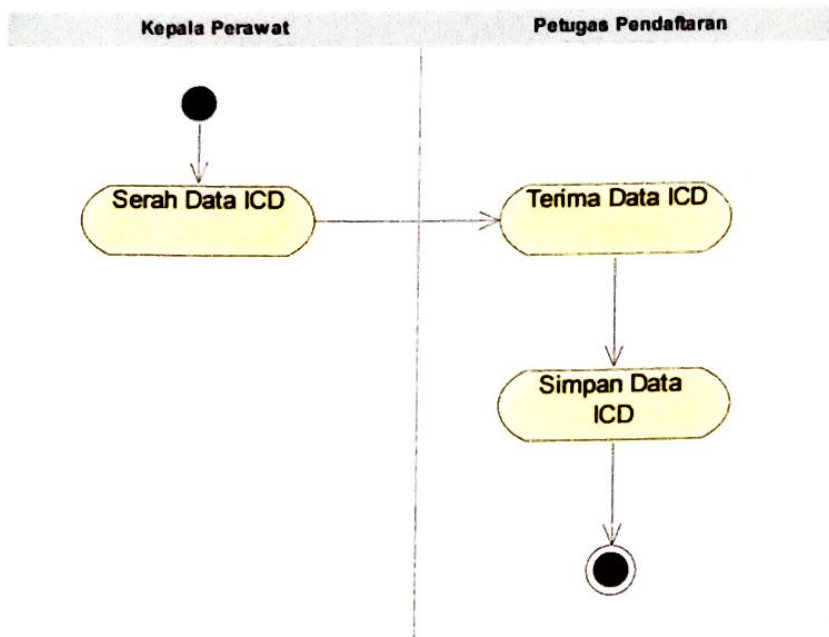 Kepala Perawat
Petugas Pendaftaran
Serah Data ICD
Terima Data ICD
Simpan Data
ICD